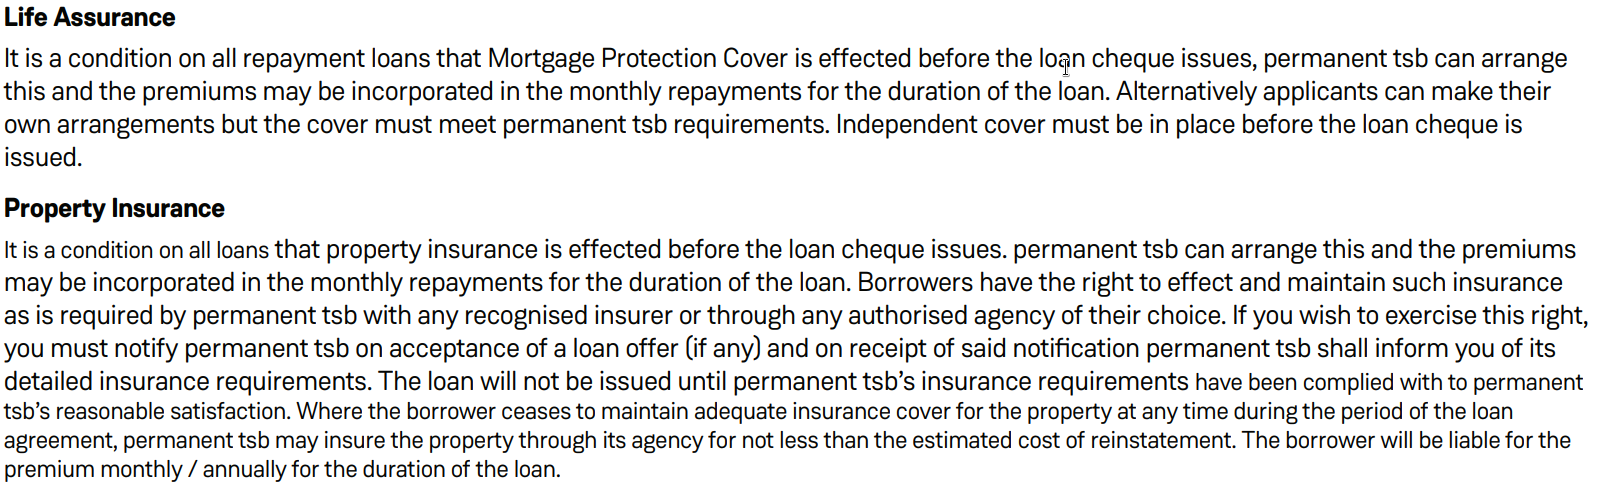 Life Assurance
It is a condition on all repayment loans that Mortgage Protection Cover is effected before the loan cheque issues, permanent tsb can arrange
this and the premiums may be incorporated in the monthly repayments for the duration of the loan. Alternatively applicants can make their
own arrangements but the cover must meet permanent tsb requirements. Independent cover must be in place before the loan cheque is
issued.
Property Insurance
It is a condition on all loans that property insurance is effected before the loan cheque issues. permanent tsb can arrange this and the premiums
may be incorporated in the monthly repayments for the duration of the loan. Borrowers have the right to effect and maintain such insurance
as is required by permanent tsb with any recognised insurer or through any authorised agency of their choice. If you wish to exercise this right,
you must notify permanent tsb on acceptance of a loan offer (if any) and on receipt of said notification permanent tsb shall inform you of its
detailed insurance requirements. The loan will not be issued until permanent tsb’s insurance requirements have been complied with to permanent
tsb’s reasonable satisfaction. Where the borrower ceases to maintain adequate insurance cover for the property at any time during the period of the loan
agreement, permanent tsb may insure the property through its agency for not less than the estimated cost of reinstatement. The borrower will be liable for the
premium monthly / annually for the duration of the loan.